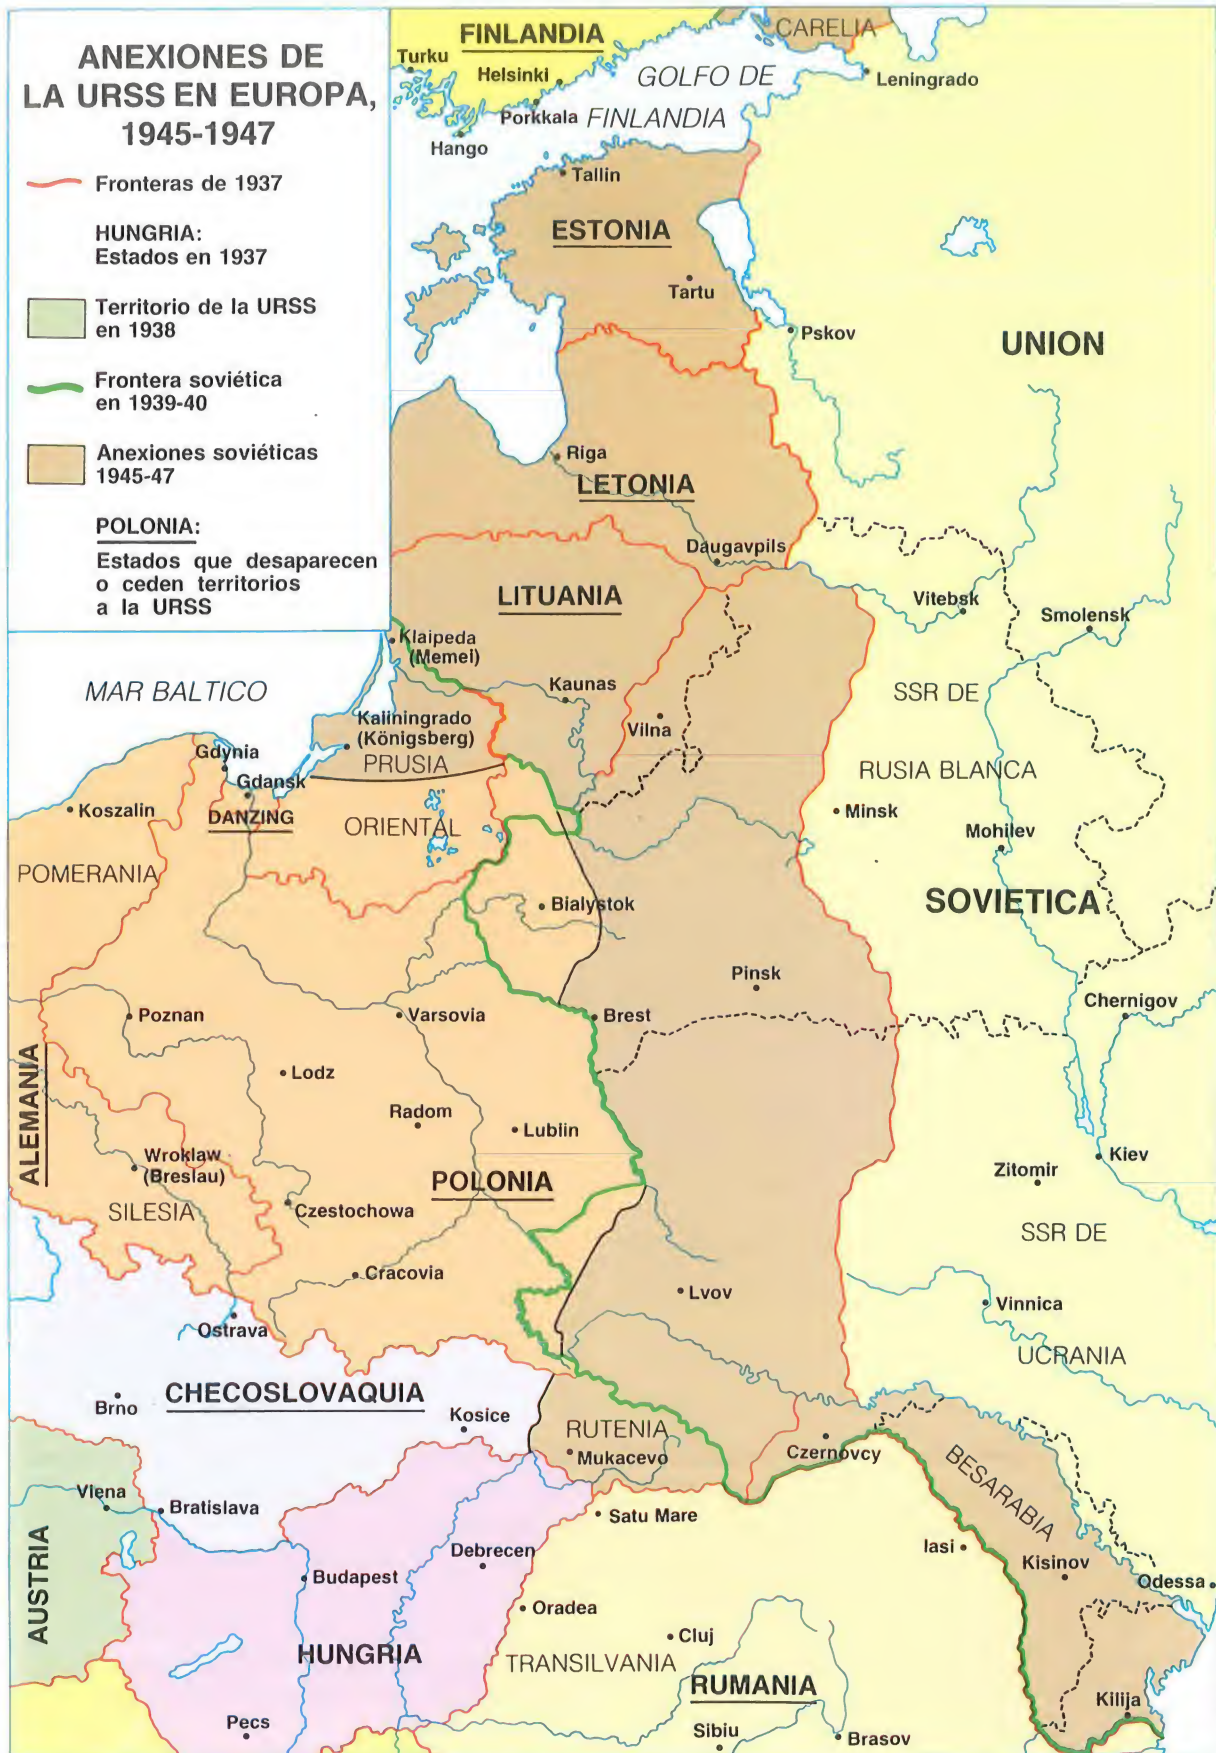 ANEXIONES DE
LA URSS EN EUROPA,
1945-1947
Fronteras de 1937
HUNGRIA:
Estados en 1937
Territorio de la URSS
en 1938
Frontera soviética
en 1939-40
Anexiones soviéticas
1945-47
POLONIA:
Estados que desaparecen
o ceden territorios
a la URSS
FINLANDIA
CARELIA
Turku
Helsinki
GOLFO DE
FINLANDIA
Leningrado
Porkkala
Hango
Tallin
ESTONIA
Tartu
Pskov
UNION
Riga
LETONIA
Daugavpils
LITUANIA
Vitebsk
Smolensk
Klaipeda
(Memei)
MAR BALTICO
Kaunas
SSR DE
Kaliningrado
(Königsberg)
Vilna
PRUSIA
RUSIA BLANCA
Gdynia
Gdansk
Koszalin
DANZING
ORIENTAL
Minsk
Mohilev
POMERANIA
Bialystok
SOVIETICA
Pinsk
Chernigov
Poznan
Varsovia
Brest
ALEMANIA
Lodz
Radom
Lublin
Wroklaw
(Breslau)
Kiev
Zitomir
POLONIA
SILESIA
Czestochowa
SSR DE
Cracovia
Lvov
Vinnica
Ostrava
UCRANIA
CHECOSLOVAQUIA
Brno
Kosice
RUTENIA
Mukacevo
Czernovcy
BESARABIA
Viena
Bratislava
Satu Mare
Iasi
Kisinov
Odessa
AUSTRIA
Debrecen
Budapest
Oradea
HUNGRIA
Cluj
TRANSILVANIA
RUMANIA
Kilija
Pecs
Sibiu
Brasov